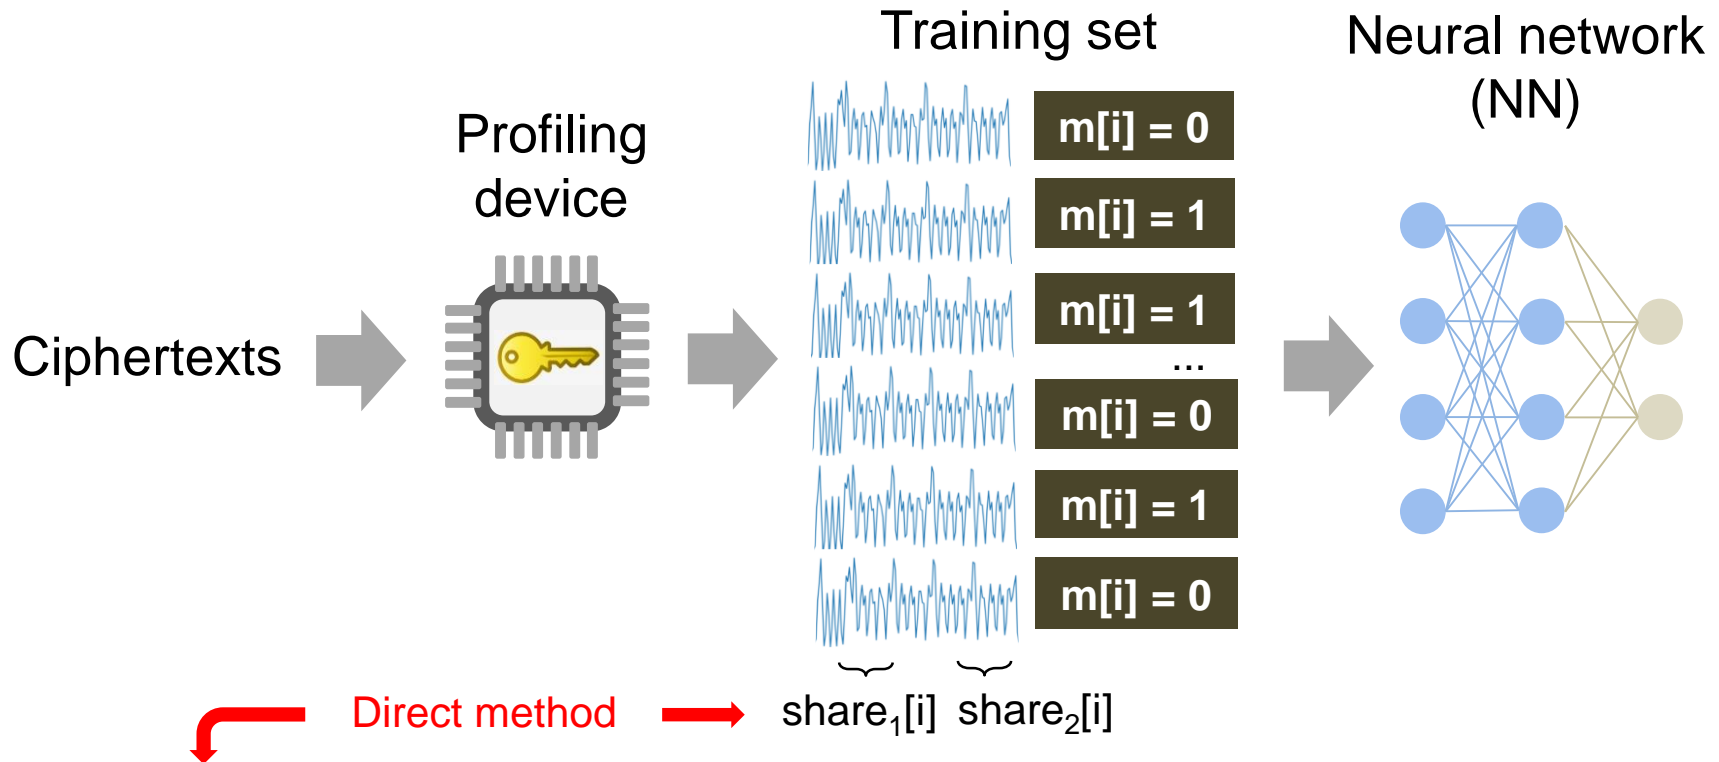 Training set
Neural network
(NN)
Profiling
device
Ciphertexts
m[i] = 0
m[i] = 1
m[i] = 1
...
m[i] = 0
m[i] = 1
m[i] = 0
Direct method
share₁[i] share₂[i]